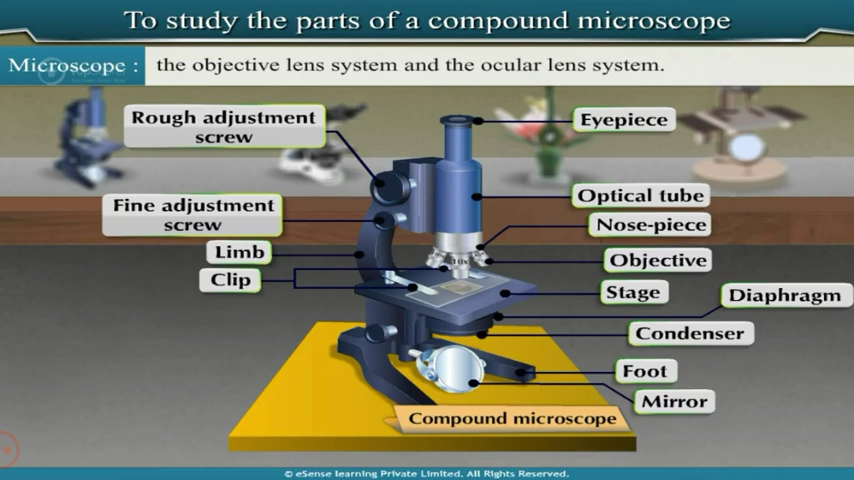 To study the parts of a compound microscope
Microscope : the objective lens system and the ocular lens system.
Rough adjustment
screw
Eyepiece
Optical tube
Fine adjustment
screw
Nose-piece
Limb
Objective
10x
Clip
Stage
Diaphragm
Condenser
Foot
Mirror
Compound microscope
© eSense learning Private Limited. All Rights Reserved.